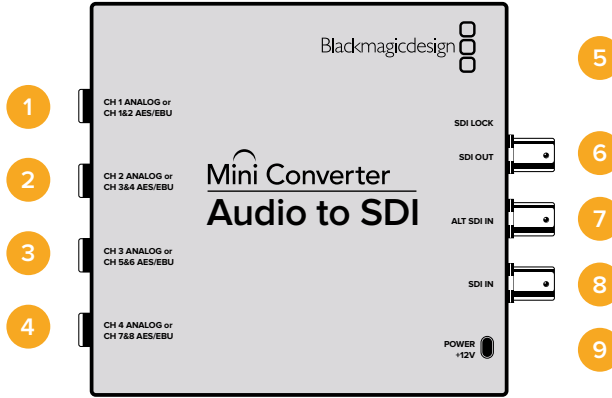 Blackmagicdesign
5
1
CH 1 ANALOG or
CH 1&2 AES/EBU
SDI LOCK
SDI OUT
6
2
CH 2 ANALOG or
CH 3&4 AES/EBU
Mini Converter
Audio to SDI
ALT SDI IN
7
3
CH 3 ANALOG or
CH 5&6 AES/EBU
SDI IN
8
4
CH 4 ANALOG or
CH 7&8 AES/EBU
POWER
+12V
9